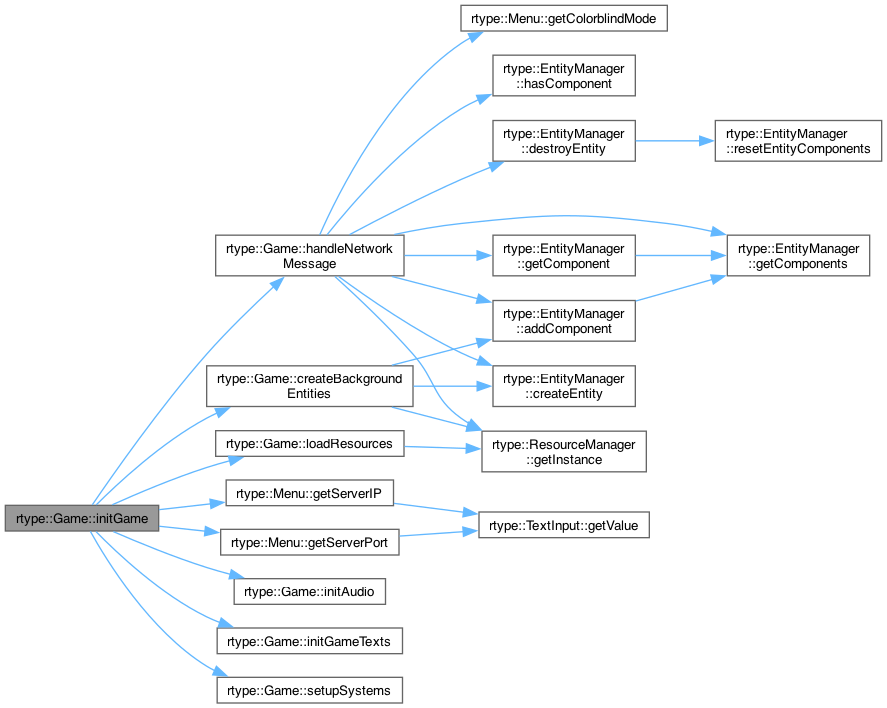 rtype::Menu::getColorblindMode
rtype::EntityManager
::hasComponent
rtype::EntityManager
::destroyEntity
rtype::EntityManager
::resetEntityComponents
rtype::Game::handleNetwork
Message
rtype::EntityManager
::getComponent
rtype::EntityManager
::getComponents
rtype::EntityManager
::addComponent
rtype::Game::createBackground
Entities
rtype::EntityManager
::createEntity
rtype::Game::loadResources
rtype::ResourceManager
::getInstance
rtype::Menu::getServerIP
rtype::Game::initGame
rtype::TextInput::getValue
rtype::Menu::getServerPort
rtype::Game::initAudio
rtype::Game::initGameTexts
rtype::Game::setupSystems